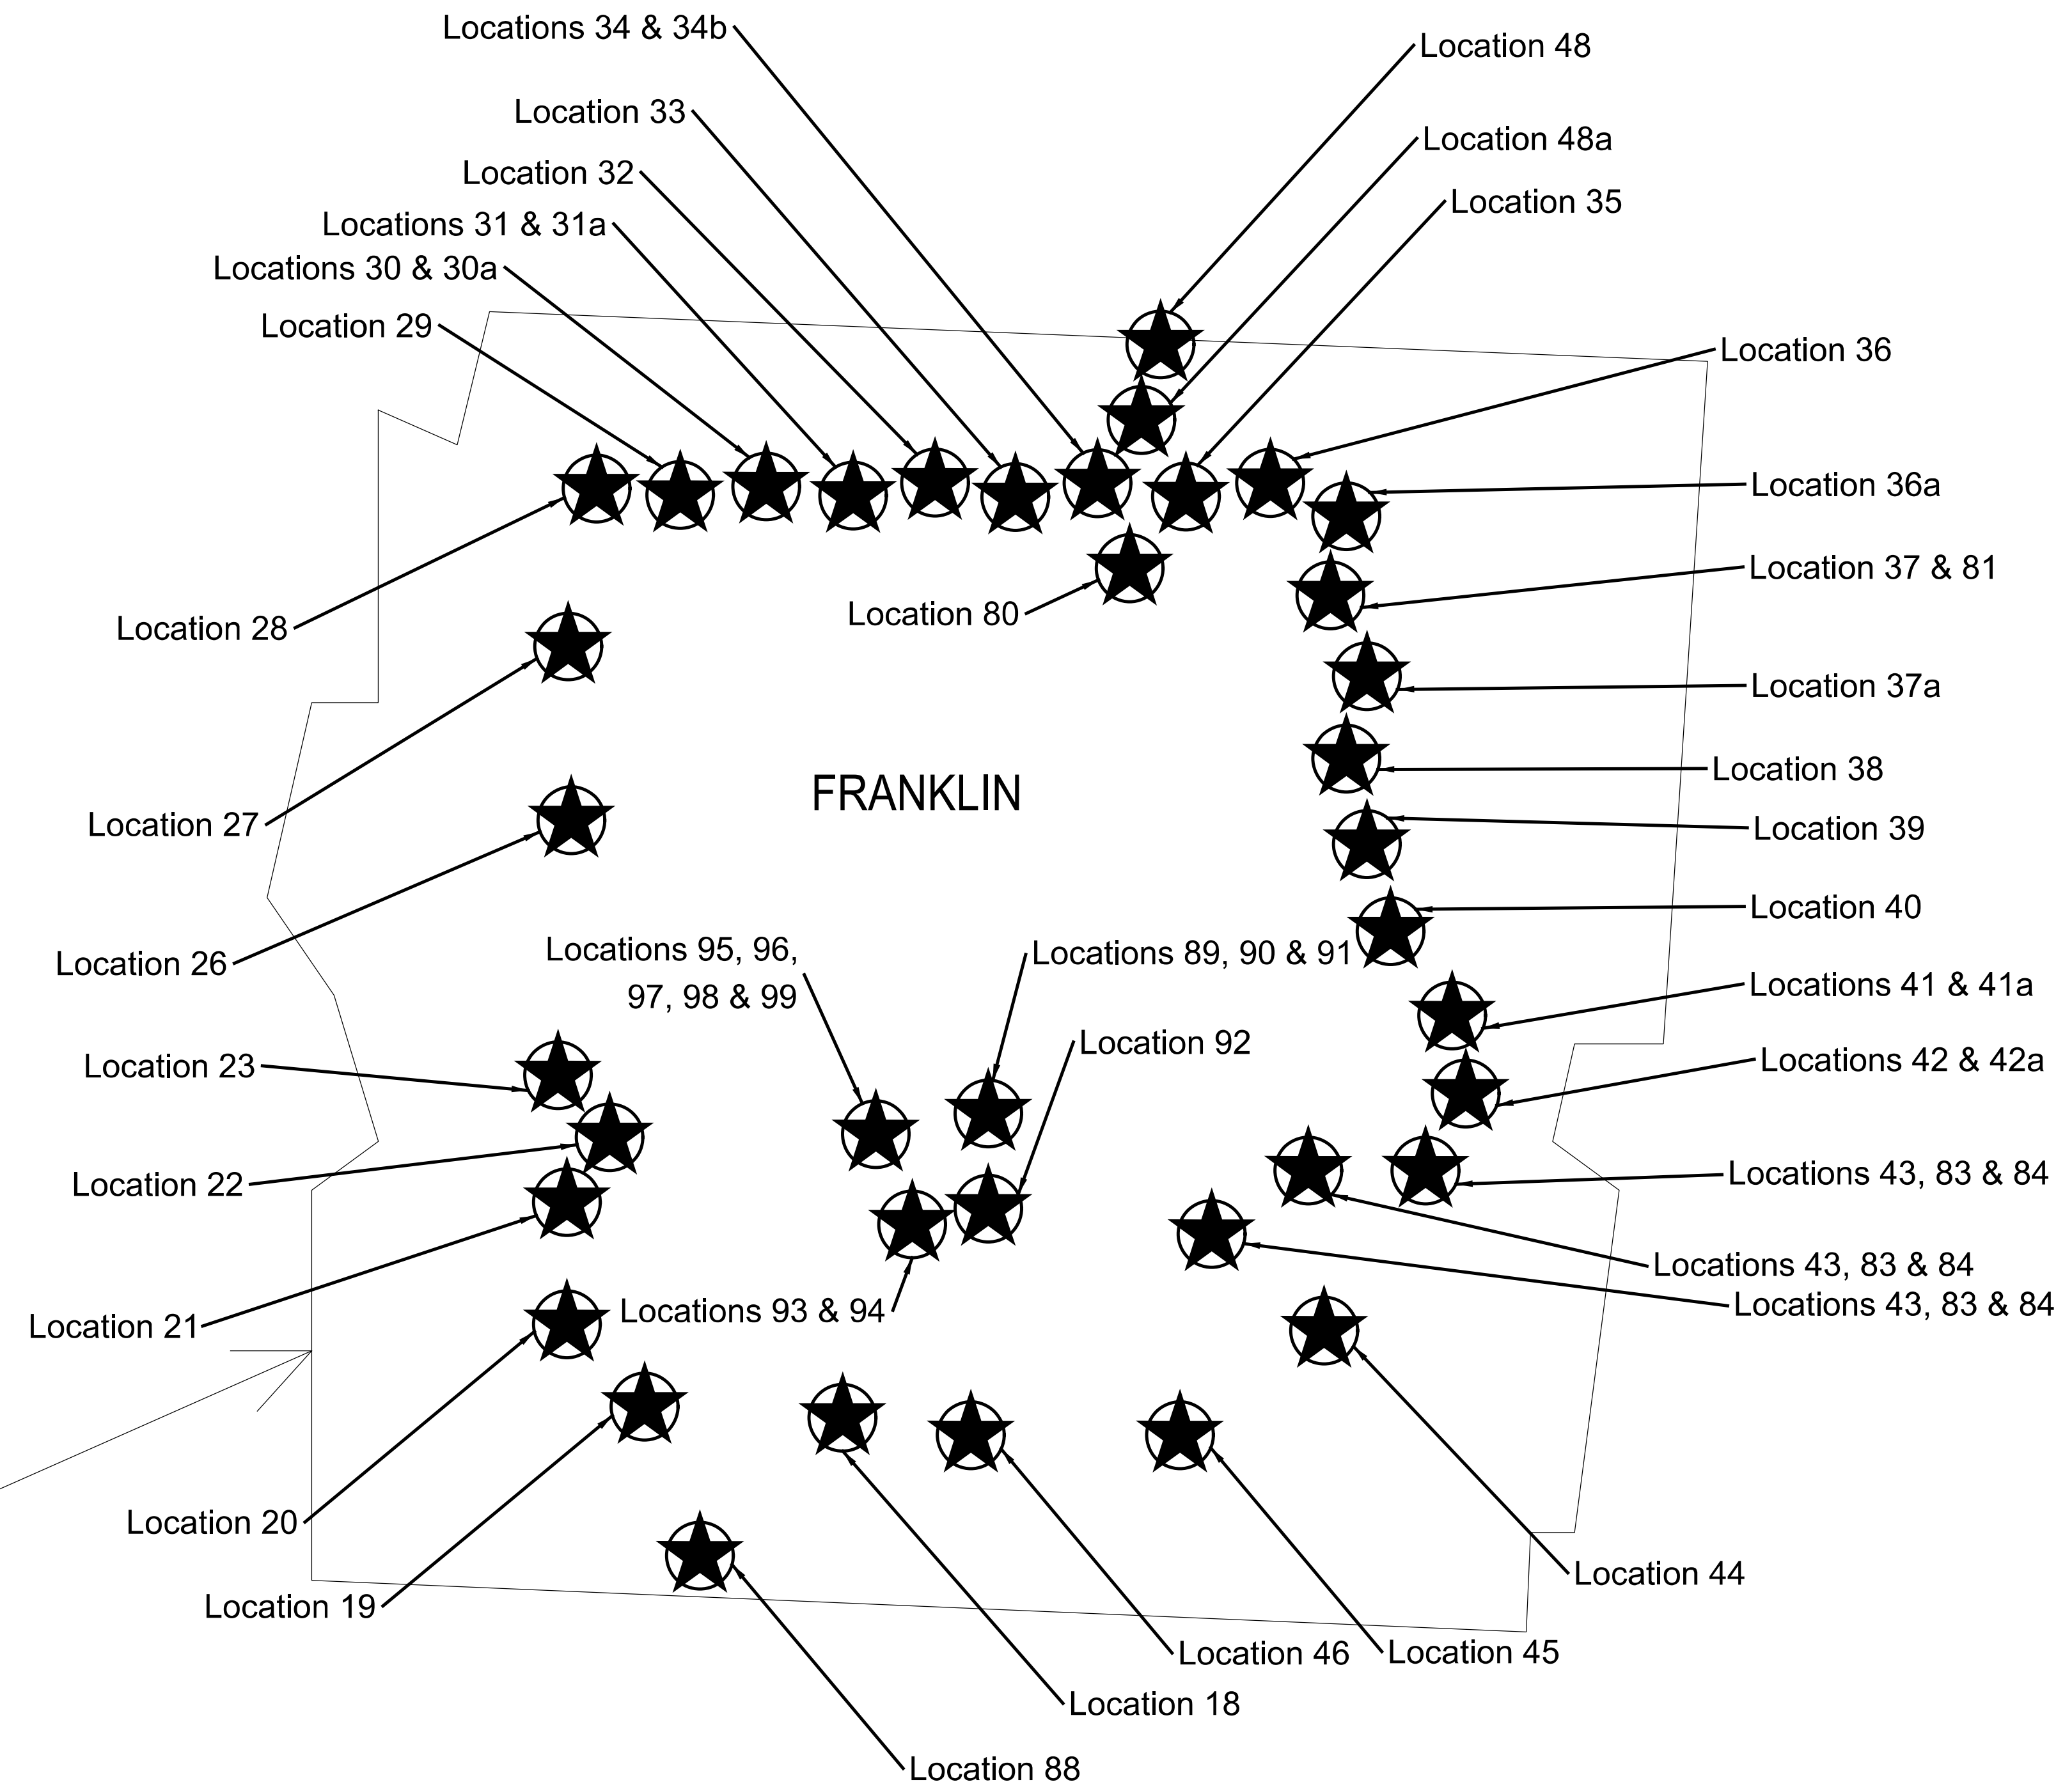 Locations 34 & 34b
Location 48
Location 33
Location 48a
Location 32
Location 35
Locations 31 & 31a
Locations 30 & 30a
Location 29
Location 36
Location 36a
Location 37 & 81
Location 80
Location 28
Location 37a
Location 38
FRANKLIN
Location 27
Location 39
Location 40
Locations 95, 96,
97, 98 & 99
Locations 89, 90 & 91
Location 26
Locations 41 & 41a
Location 92
Locations 42 & 42a
Location 23
Locations 43, 83 & 84
Location 22
Locations 43, 83 & 84
Locations 43, 83 & 84
Locations 93 & 94
Location 21
Location 20
Location 44
Location 19
Location 46
Location 45
Location 18
Location 88